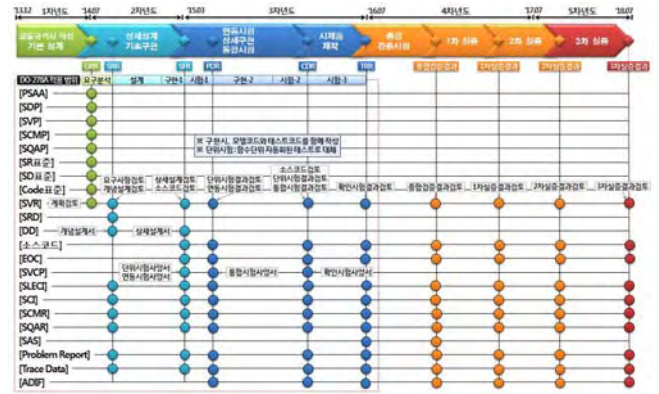 13.12 1차년도 14.07 2차년도 15.03 3차년도 16.07 4차년도 17.07 5차년도 18.07
기본 설계
상세설계
기초구현
연동시험
상세구현
통합시험
시제품
제작
종합
검증시험
1차 실증
2차 실증
3차 실증
SRR PDR CDR TRR 종합검증결과 1차실증결과 2차실증결과 3차실증결과
DO-278A적용 범위 요구분석 설계 구현-1 시험-1 구현-2 시험-2 시험-3
[PSAA]
[SDP]
[SVP]
[SCMP]
[SQAP]
※ 구현시, 모델코드와 테스트코드를 함께 작성
※ 단위시험: 함수단위 자동화된 테스트로 대체
[SR표준]
[SD표준]
[Code표준]
요구사항검토
개념설계검토
상세설계검토
소스코드검토
단위시험결과검토
연동시험결과검토
소스코드검토
단위시험결과검토
통합시험결과검토
확인시험결과검토
종합검증결과검토
1차실증결과검토
2차실증결과검토
3차실증결과검토
[SVR] 계획검토
[SRD]
[DD] 개념설계서 상세설계서
[소스코드]
[EOC]
[SVCP] 단위시험사양서
연동시험사양서
통합시험사양서 확인시험사양서
[SLECI]
[SCI]
[SCMR]
[SQAR]
[SAS]
[Problem Report]
[Trace Data]
[ADIF]